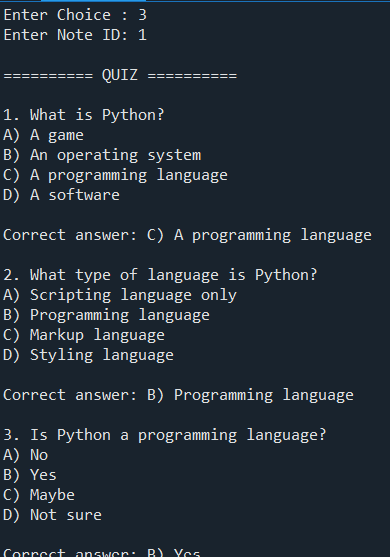 Enter Choice : 3
Enter Note ID: 1
========== QUIZ ==========
1. What is Python?
A) A game
B) An operating system
C) A programming language
D) A software
Correct answer: C) A programming language
2. What type of language is Python?
A) Scripting language only
B) Programming language
C) Markup language
D) Styling language
Correct answer: B) Programming language
3. Is Python a programming language?
A) No
B) Yes
C) Maybe
D) Not sure
Correct answer: B) Yes